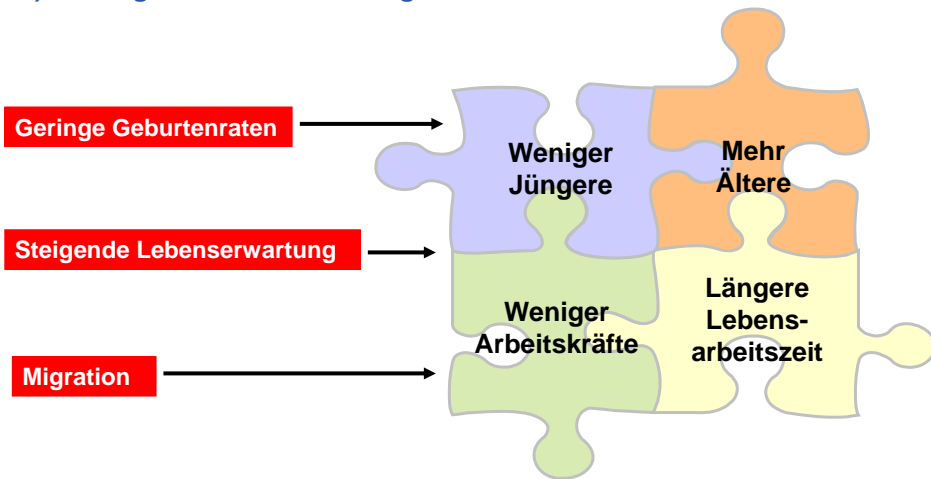 Geringe Geburtenraten
Weniger
Jüngere
Mehr
Ältere
Steigende Lebenserwartung
Weniger
Arbeitskräfte
Längere
Lebens-
arbeitszeit
Migration